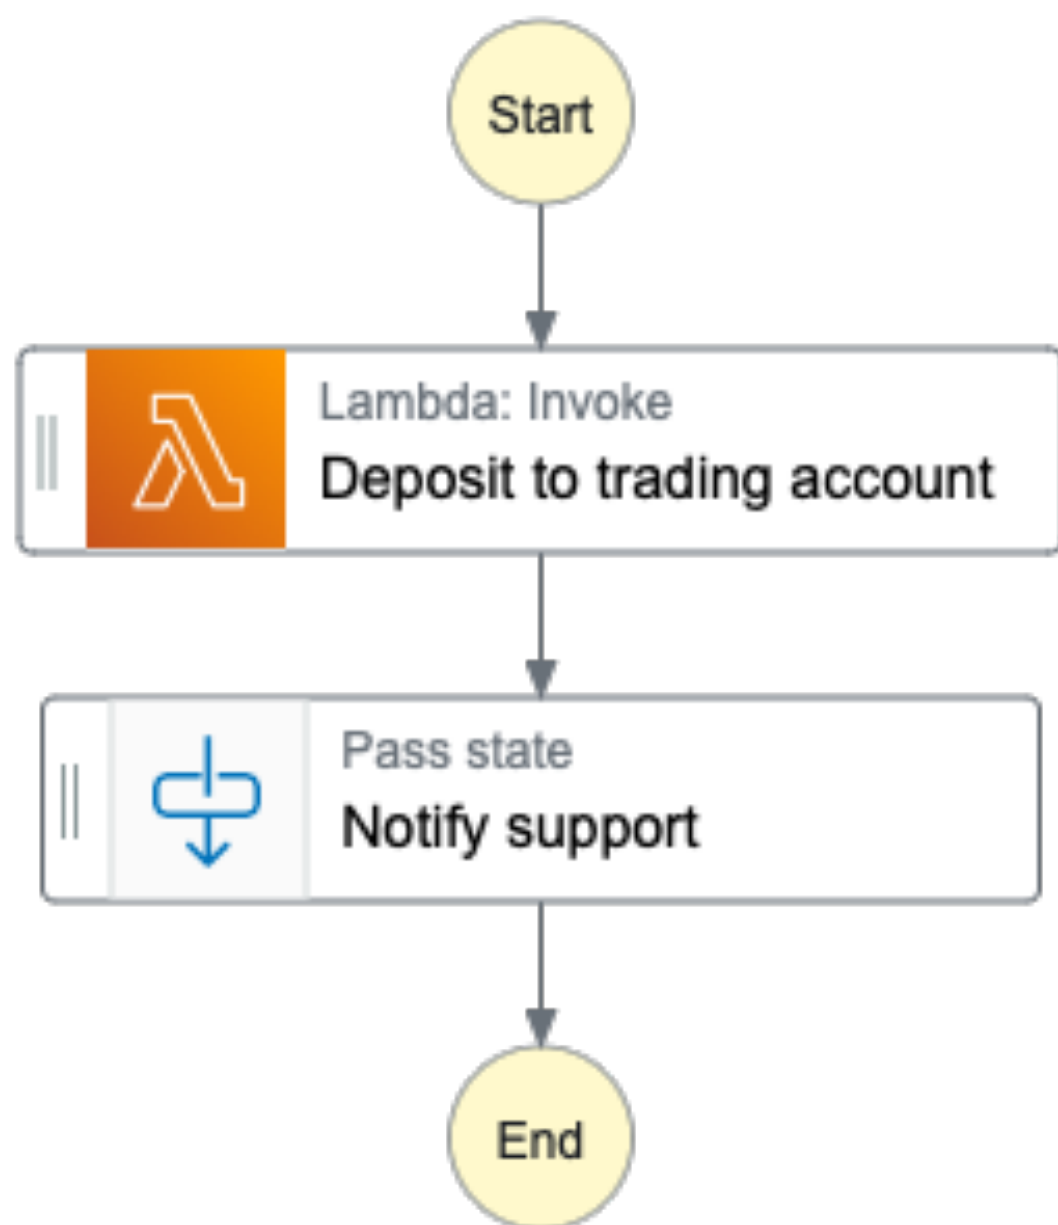 Start
Lambda: Invoke
Deposit to trading account
Pass state
Notify support
End